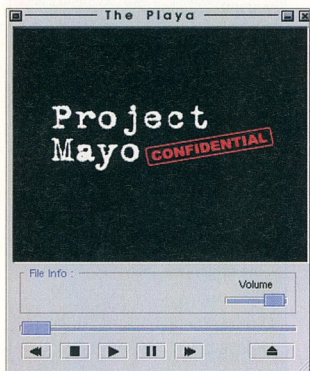 The Playa
Project
Mayo CONFIDENTIAL
File Info :
Volume